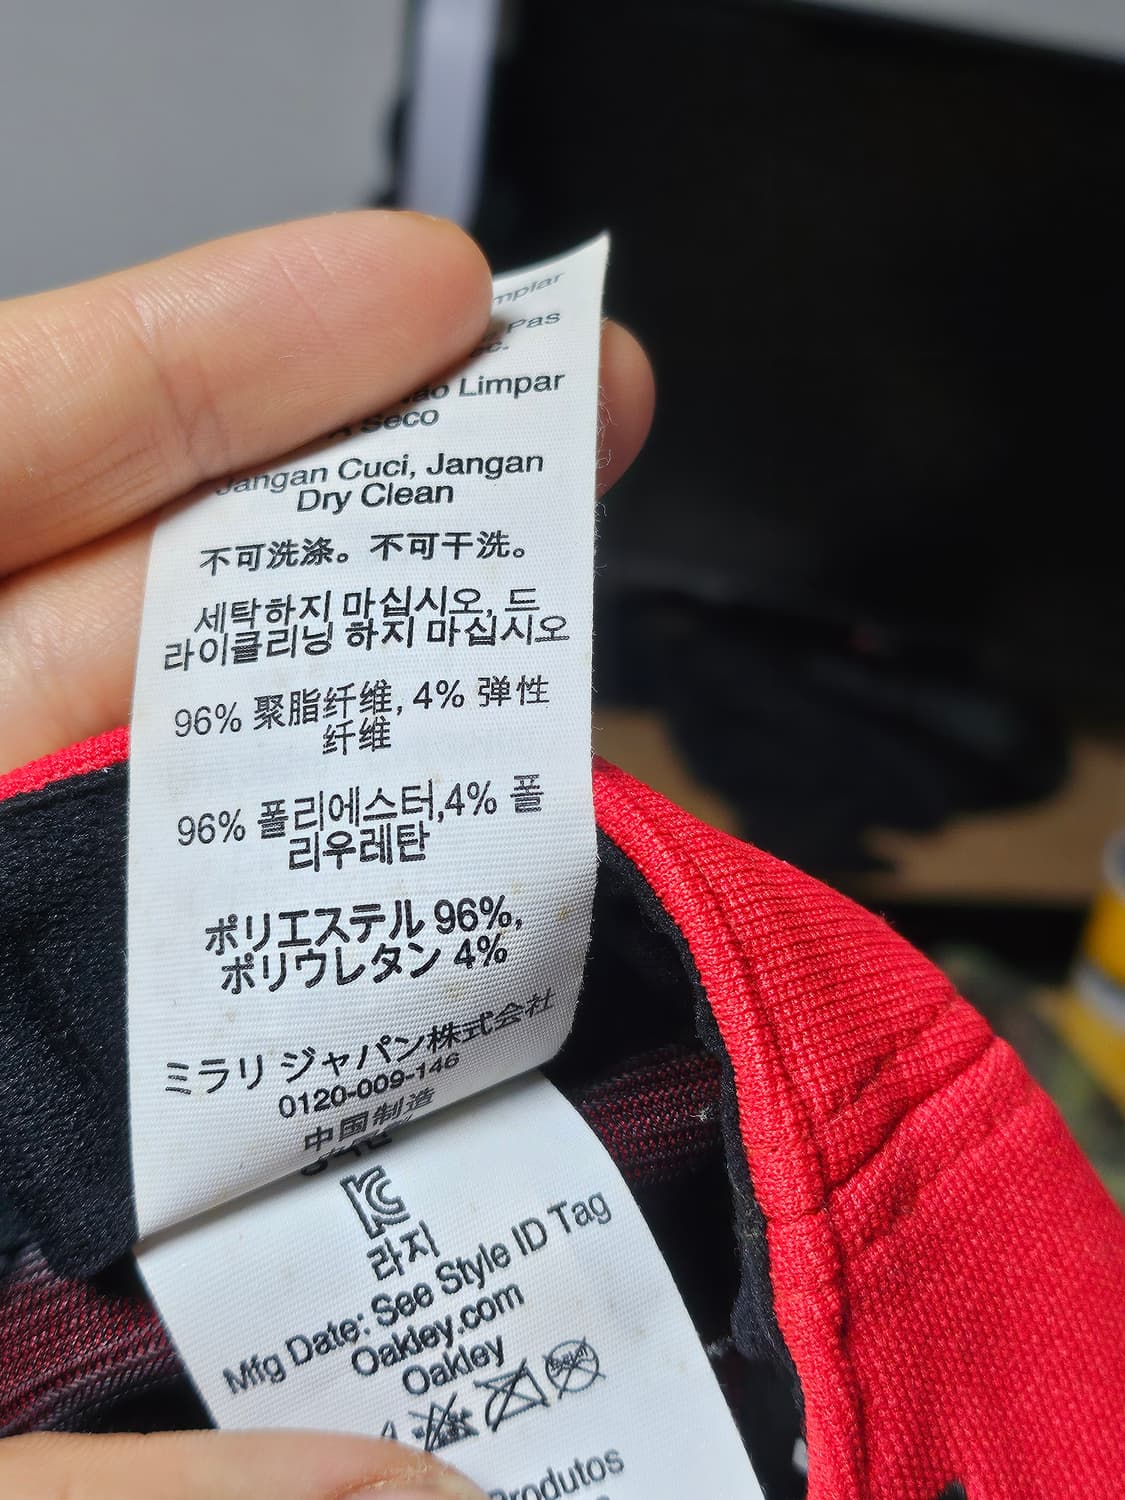 Pas
Limpar
A Seco
Jangan Cuci, Jangan
Dry Clean
不可洗涤。不可干洗。
세탁하지 마십시오, 드
라이클리닝 하지 마십시오
96% 聚脂纤维, 4% 弹性
纤维
96% 폴리에스터,4% 폴
리우레탄
ポリエステル 96%,
ポリウレタン 4%
ミラリ ジャパン株式会社
0120-009-146
中国制造
라지
Mfg Date: See Style ID Tag
Oakley.com
Oakley
Produtos